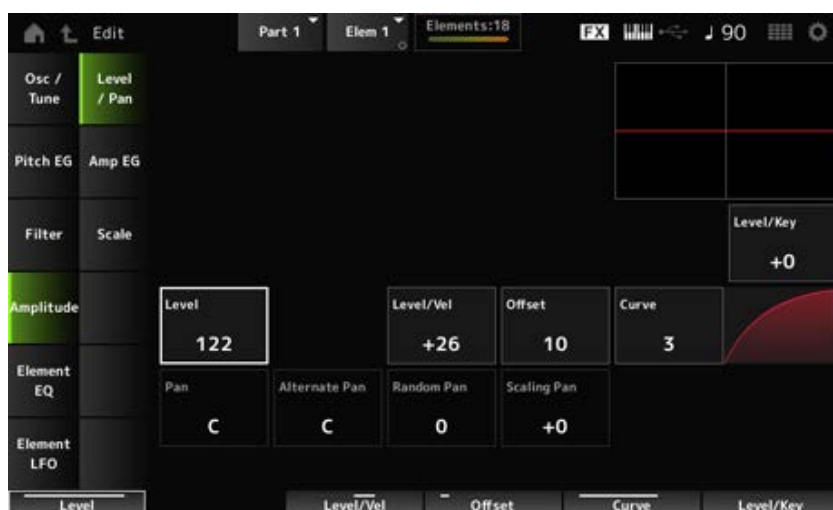 Edit
Part 1
Elem 1
Elements:18
FX
♩ 90
Osc /
Tune
Level
/ Pan
Pitch EG
Amp EG
Filter
Scale
Level/Key
+0
Amplitude
Level
122
Level/Vel
+26
Offset
10
Curve
3
Element
EQ
Pan
C
Alternate Pan
C
Random Pan
0
Scaling Pan
+0
Element
LFO
Level
Level/Vel
Offset
Curve
Level/Key